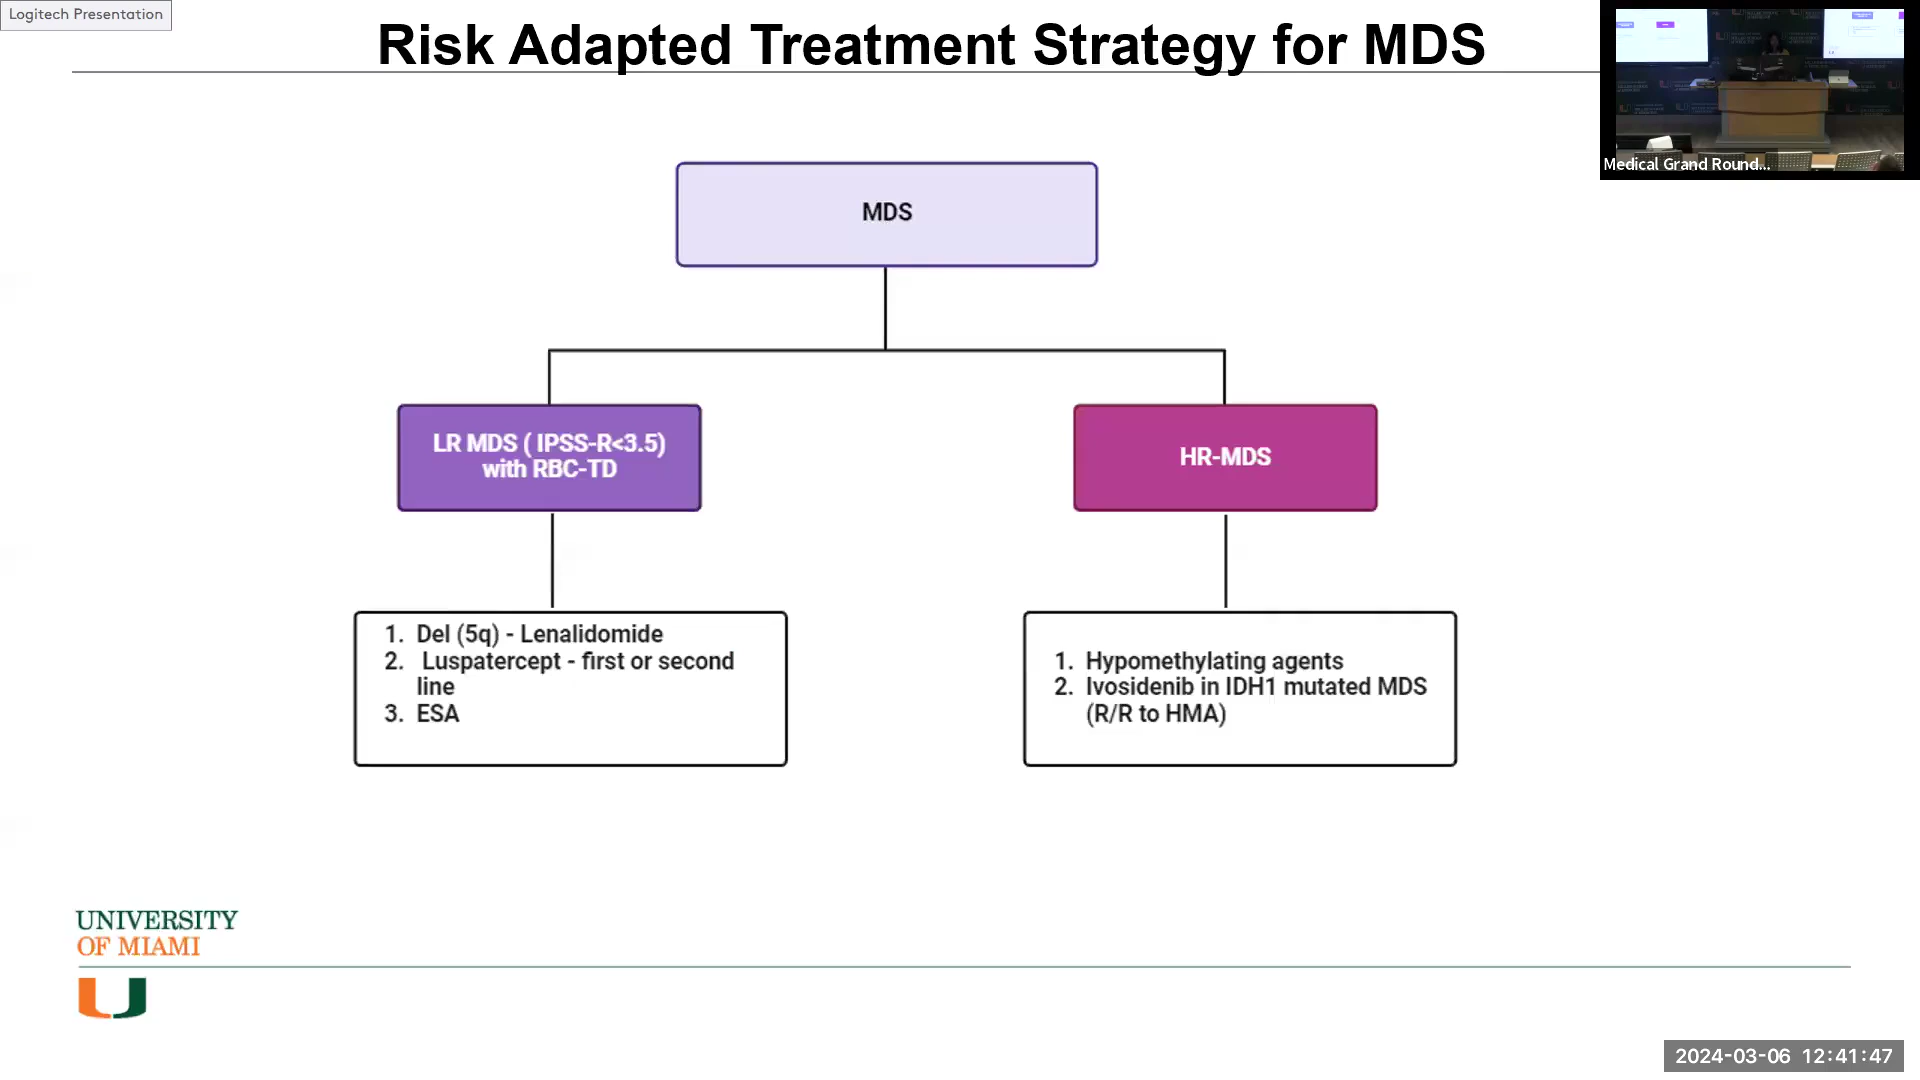 Logitech Presentation
Risk Adapted Treatment Strategy for MDS
Medical Grand Round...
MDS
LR MDS ( IPSS-R<3.5)
with RBC-TD
HR-MDS
1. Del (5q) - Lenalidomide
2. Luspatercept - first or second
line
3. ESA
1. Hypomethylating agents
2. Ivosidenib in IDH1 mutated MDS
(R/R to HMA)
UNIVERSITY
OF MIAMI
2024-03-06 12:41:47